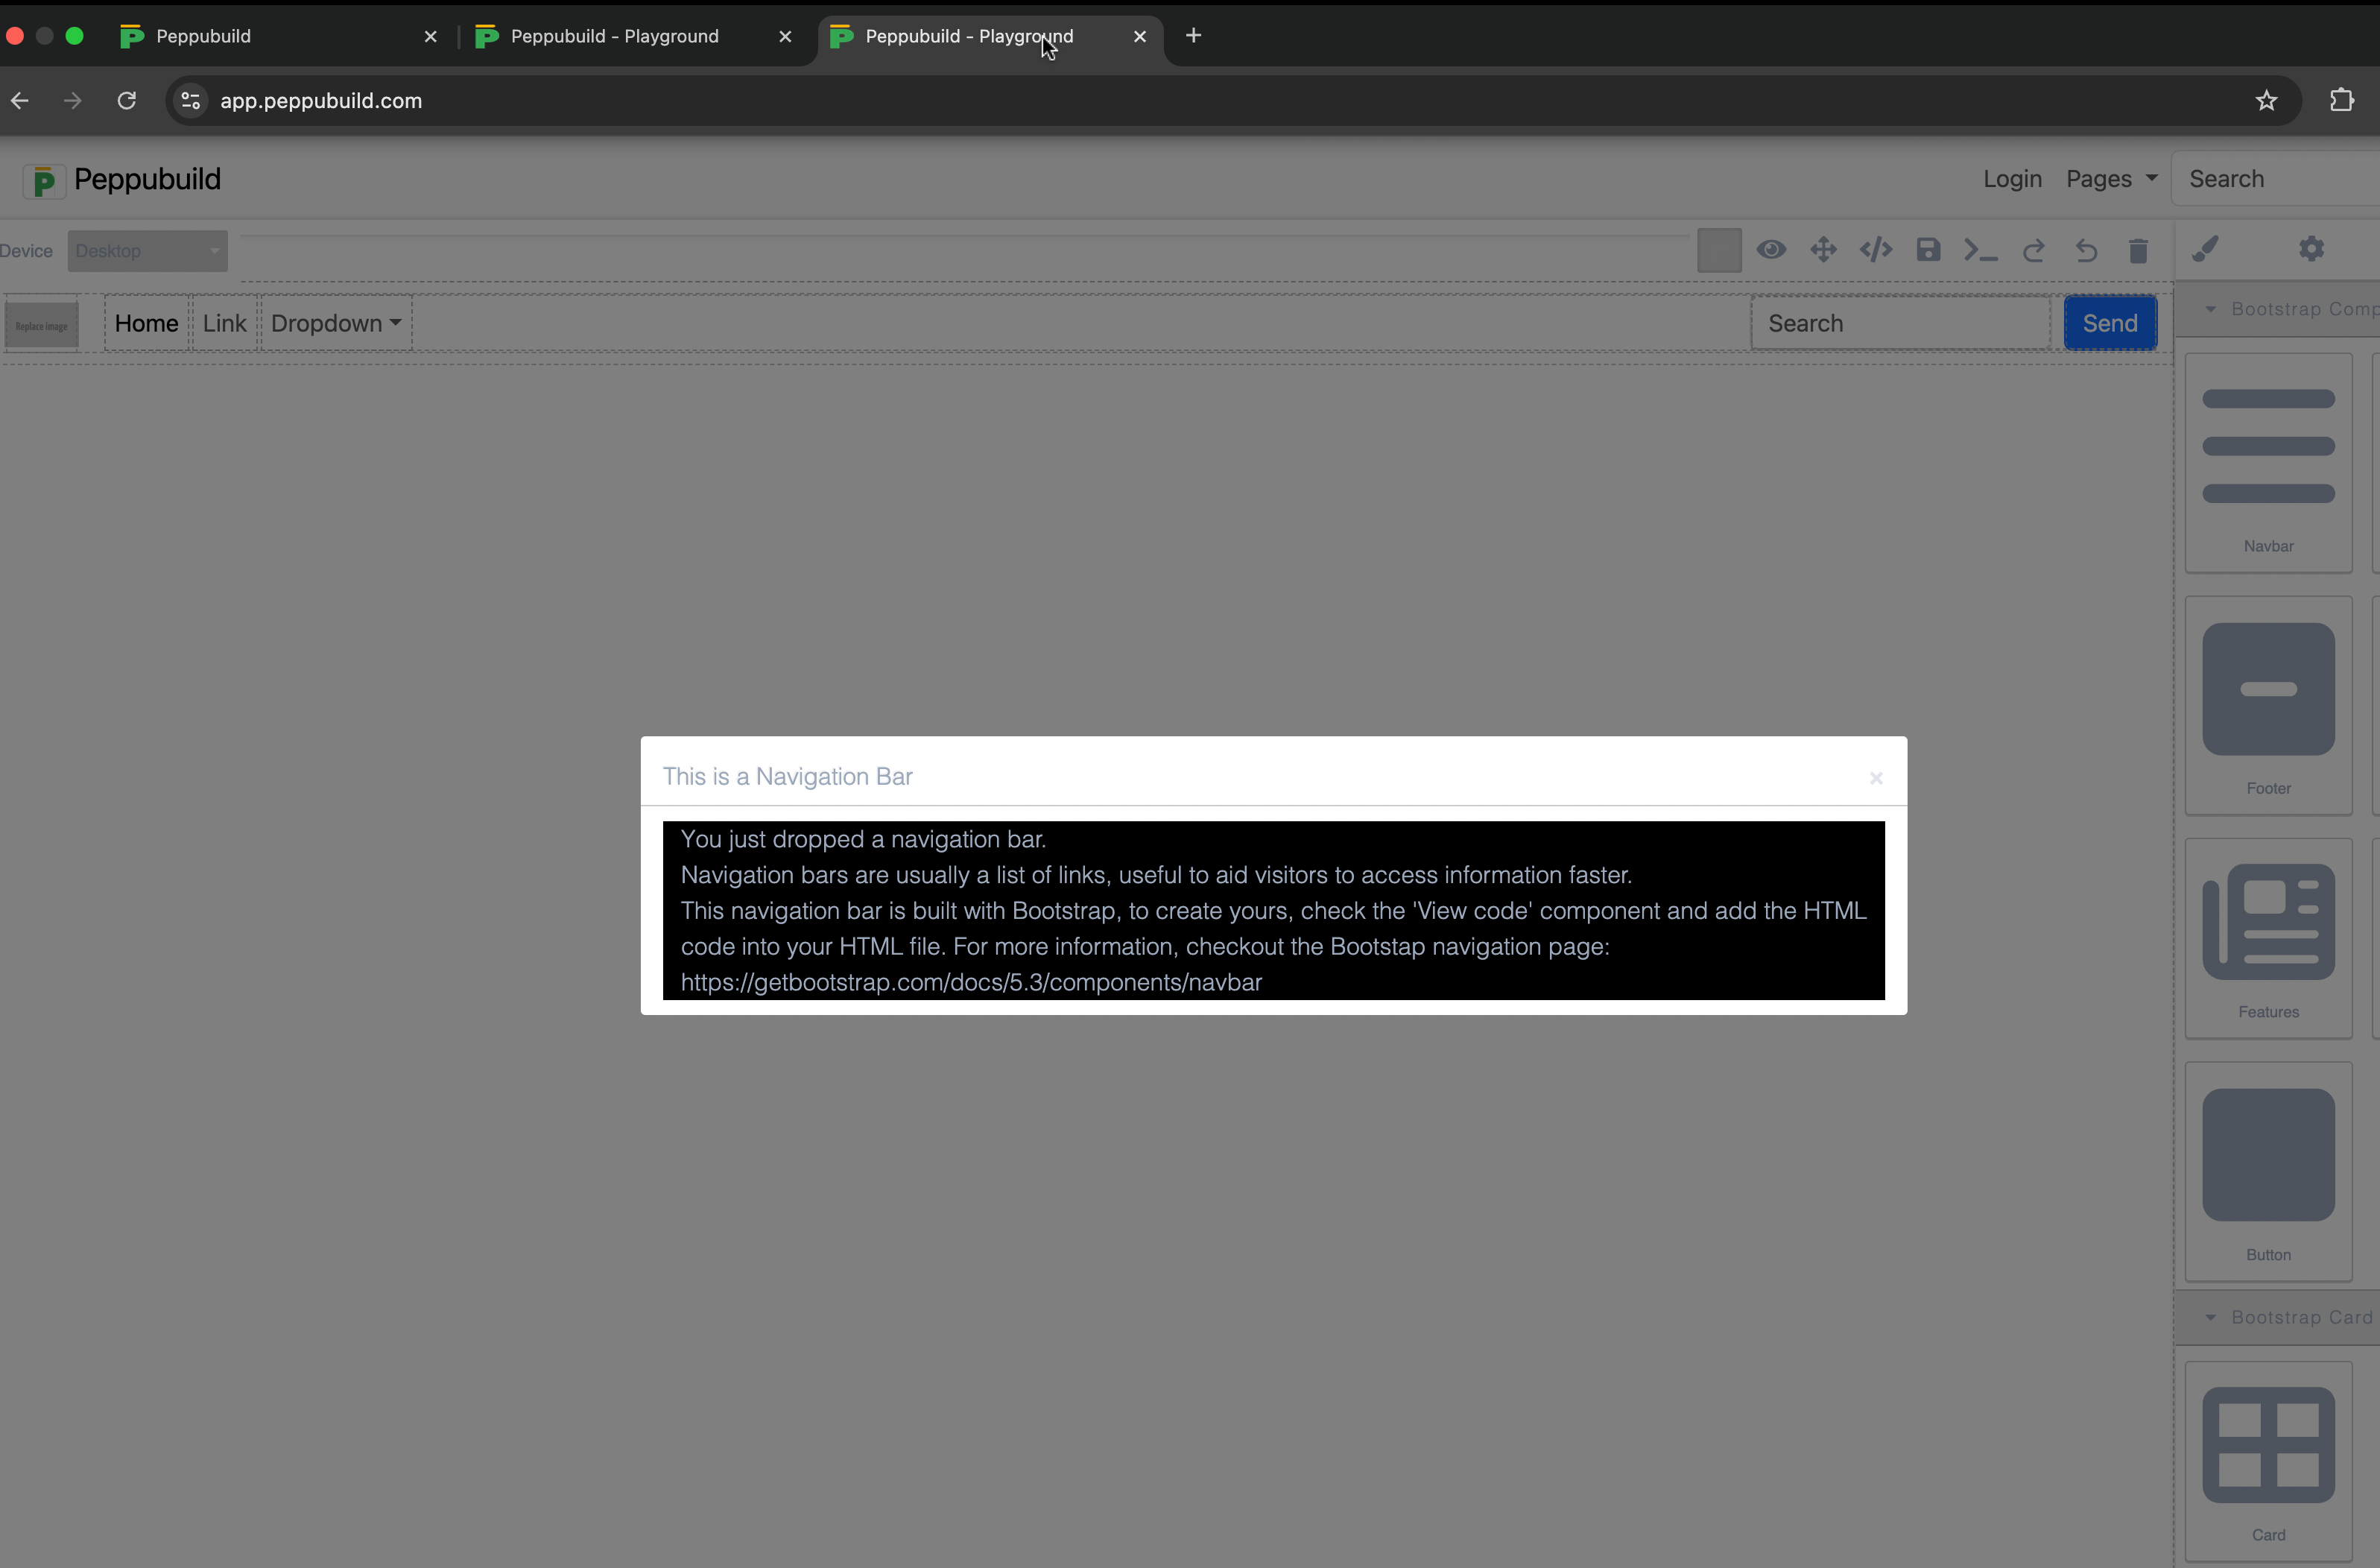 Peppubuild
Peppubuild - Playground
Peppubuild - Playground
app.peppubuild.com
Peppubuild
Login
Pages
Search
Device
Desktop
Replace image
Home
Link
Dropdown
Search
Send
Bootstrap Comp
Navbar
Footer
Features
Button
Bootstrap Card
Card
This is a Navigation Bar
You just dropped a navigation bar.
Navigation bars are usually a list of links, useful to aid visitors to access information faster.
This navigation bar is built with Bootstrap, to create yours, check the 'View code' component and add the HTML
code into your HTML file. For more information, checkout the Bootstap navigation page:
https://getbootstrap.com/docs/5.3/components/navbar